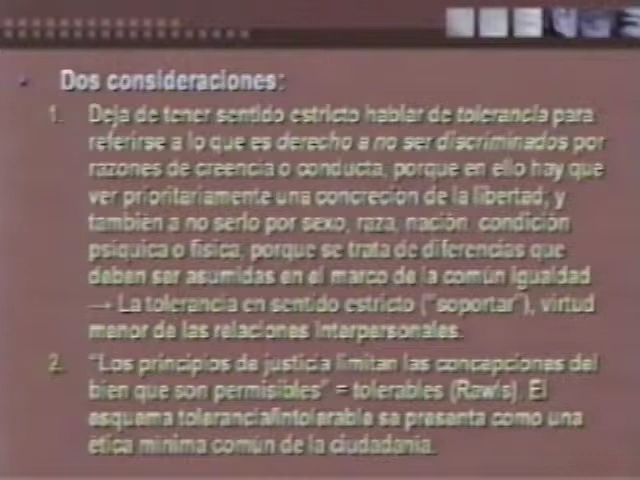 Dos consideraciones:
1. Deja de tener sentido estricto hablar de tolerancia para
referirse a lo que es derecho a no ser discriminados por
razones de creencia o conducta, porque en ello hay que
ver prioritariamente una concreción de la libertad, y
también a no serlo por sexo, raza, nación, condición
psíquica o física, porque se trata de diferencias que
deben ser asumidas en el marco de la común igualdad
→ La tolerancia en sentido estricto ("soportar"), virtud
menor de las relaciones interpersonales.
2. "Los principios de justicia limitan las concepciones del
bien que son permisibles" = tolerables (Rawls). El
esquema tolerancia/intolerable se presenta como una
ética mínima común de la ciudadanía.